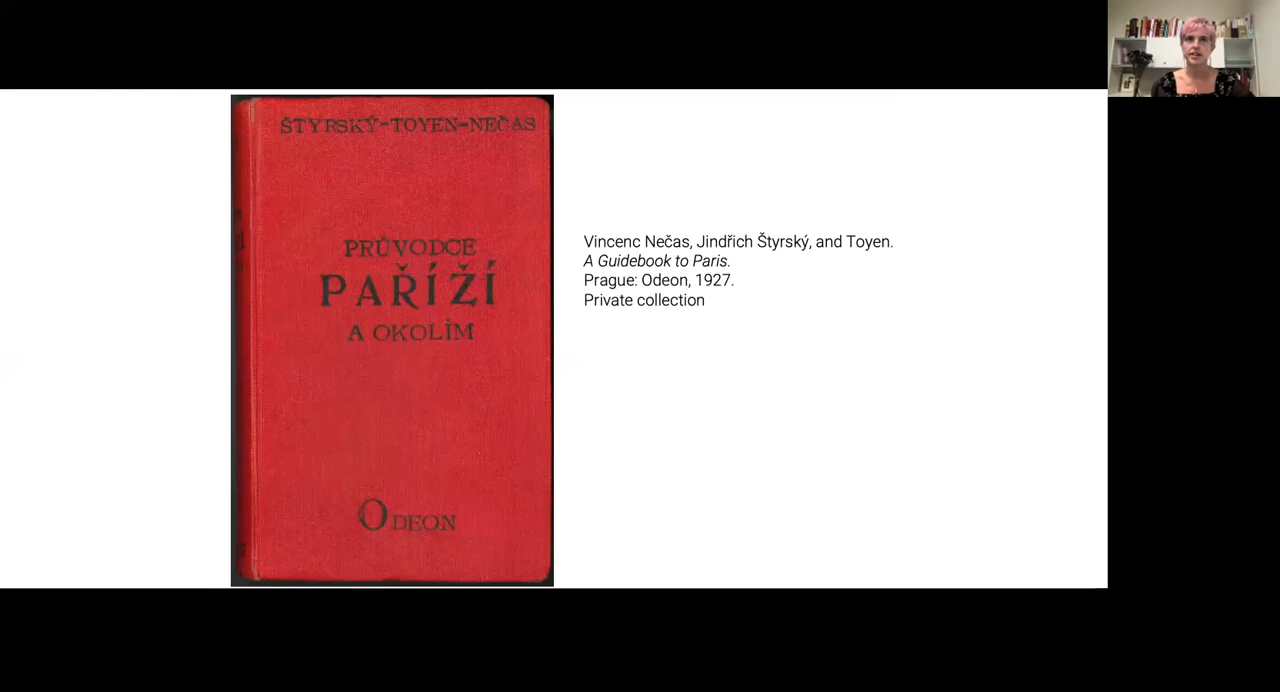 ŠTYRSKÝ-TOYEN-NEČAS
PRŮVODCE
PAŘÍŽÍ
A OKOLÍM
ODEON
Vincenc Nečas, Jindřich Štyrský, and Toyen.
A Guidebook to Paris.
Prague: Odeon, 1927.
Private collection